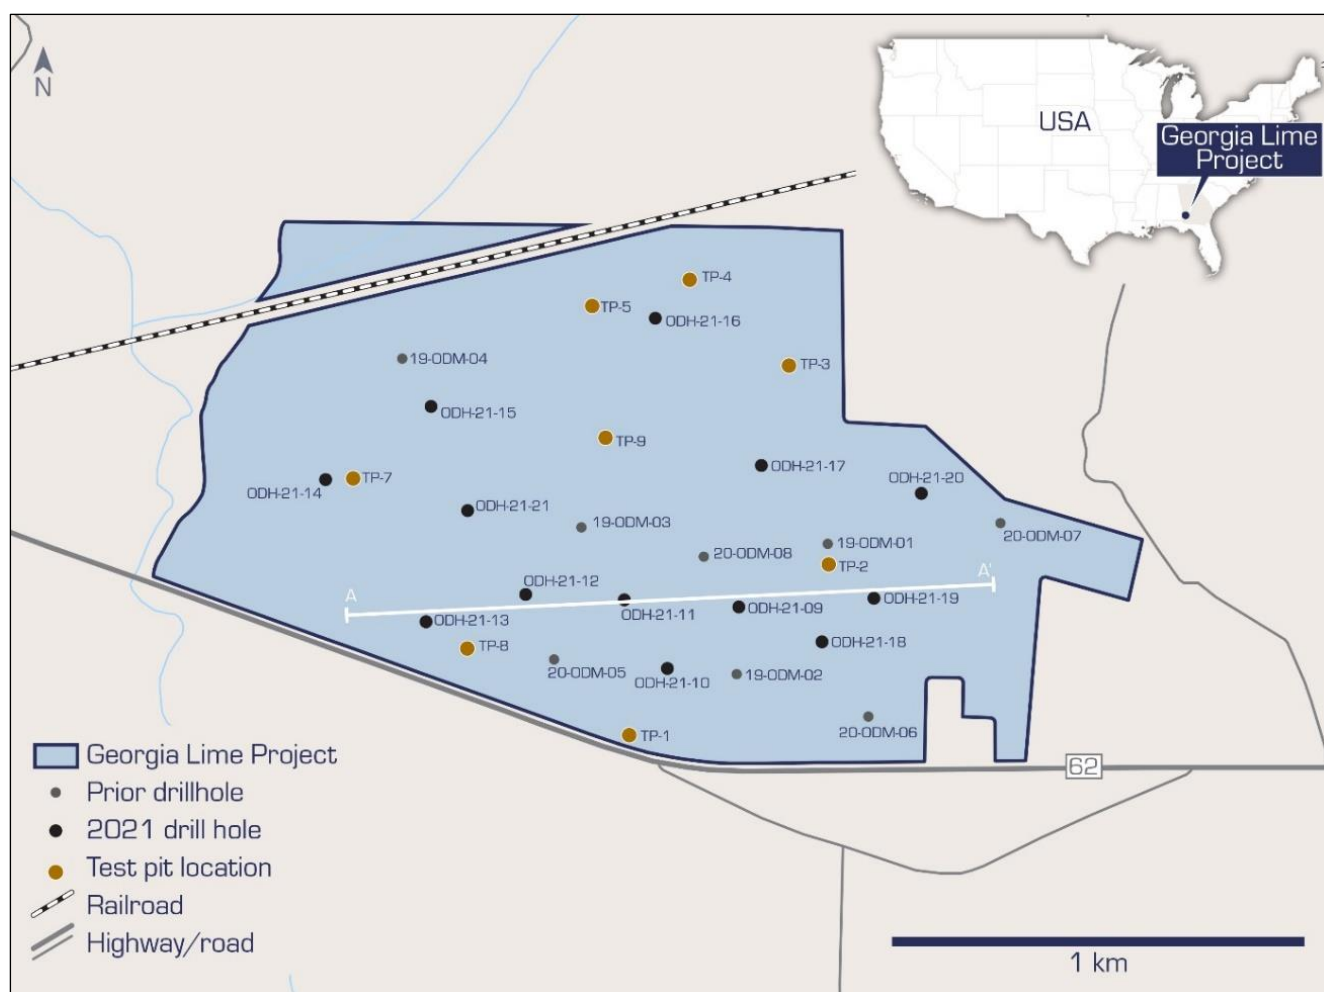 N
USA
Georgia Lime
Project
TP-4
TP-5
ODH-21-16
19-ODM-04
TP-3
ODH-21-15
TP-9
ODH-21-17
ODH-21-20
TP-7
ODH-21-14
ODH-21-21
19-ODM-03
20-ODM-07
19-ODM-01
20-ODM-08
TP-2
A
A'
ODH-21-12
ODH-21-11
ODH-21-09
ODH-21-19
ODH-21-13
TP-8
ODH-21-18
20-ODM-05
ODH-21-10
19-ODM-02
20-ODM-06
TP-1
62
Georgia Lime Project
Prior drillhole
2021 drill hole
Test pit location
Railroad
Highway/road
1 km